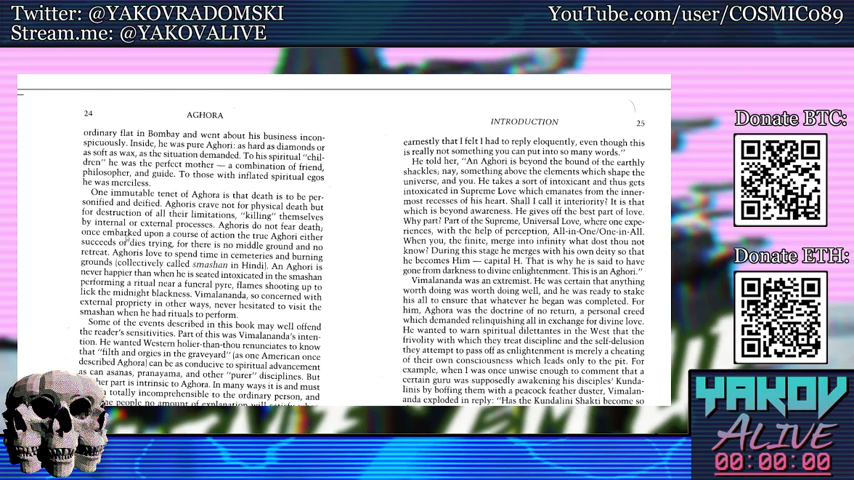 Twitter: @YAKOVRADOMSKI
Stream.me: @YAKOVALIVE
YouTube.com/user/COSMIC089
24
AGHORA
ordinary flat in Bombay and went about his business incon-
spicuously. Inside, he was pure Aghori: as hard as diamonds or
as soft as wax, as the situation demanded. To his spiritual "chil-
dren" he was the perfect mother — a combination of friend,
philosopher, and guide. To those with inflated spiritual egos
he was merciless.
One immutable tenet of Aghora is that death is to be per-
sonified and deified. Aghoris crave not for physical death but
for destruction of all their limitations, "killing" themselves
by internal or external processes. Aghoris do not fear death;
once embarked upon a course of action the true Aghori either
succeeds or dies trying, for there is no middle ground and no
retreat. Aghoris love to spend time in cemeteries and burning
grounds (collectively called smashan in Hindi). An Aghori is
never happier than when he is seated intoxicated in the smashan
performing a ritual near a funeral pyre, flames shooting up to
lick the midnight blackness. Vimalananda, so concerned with
external propriety in other ways, never hesitated to visit the
smashan when he had rituals to perform.
Some of the events described in this book may well offend
the reader's sensitivities. Part of this was Vimalananda's inten-
tion. He wanted Western holier-than-thou renunciates to know
that "filth and orgies in the graveyard" (as one American once
described Aghora) can be as conducive to spiritual advancement
as can asanas, pranayama, and other "purer" disciplines. But
her part is intrinsic to Aghora. In many ways it is and must
totally incomprehensible to the ordinary person, and
people no amount of explanation will
INTRODUCTION
25
earnestly that I felt I had to reply eloquently, even though this
is really not something you can put into so many words."
He told her, "An Aghori is beyond the bound of the earthly
shackles; nay, something above the elements which shape the
universe, and you. He takes a sort of intoxicant and thus gets
intoxicated in Supreme Love which emanates from the inner-
most recesses of his heart. Shall I call it interiority? It is that
which is beyond awareness. He gives off the best part of love.
Why part? Part of the Supreme, Universal Love, where one expe-
riences, with the help of perception, All-in-One/One-in-All.
When you, the finite, merge into infinity what dost thou not
know? During this stage he merges with his own deity so that
he becomes Him — capital H. That is why he is said to have
gone from darkness to divine enlightenment. This is an Aghori."
Vimalananda was an extremist. He was certain that anything
worth doing was worth doing well, and he was ready to stake
his all to ensure that whatever he began was completed. For
him, Aghora was the doctrine of no return, a personal creed
which demanded relinquishing all in exchange for divine love.
He wanted to warn spiritual dilettantes in the West that the
frivolity with which they treat discipline and the self-delusion
they attempt to pass off as enlightenment is merely a cheating
of their own consciousness which leads only to the pit. For
example, when I was once unwise enough to comment that a
certain guru was supposedly awakening his disciples' Kunda-
linis by boffing them with a peacock feather duster, Vimalan-
anda exploded in reply: "Has the Kundalini Shakti become so
Donate BTC:
Donate ETH:
YAKOV
ALIVE
00:00:00